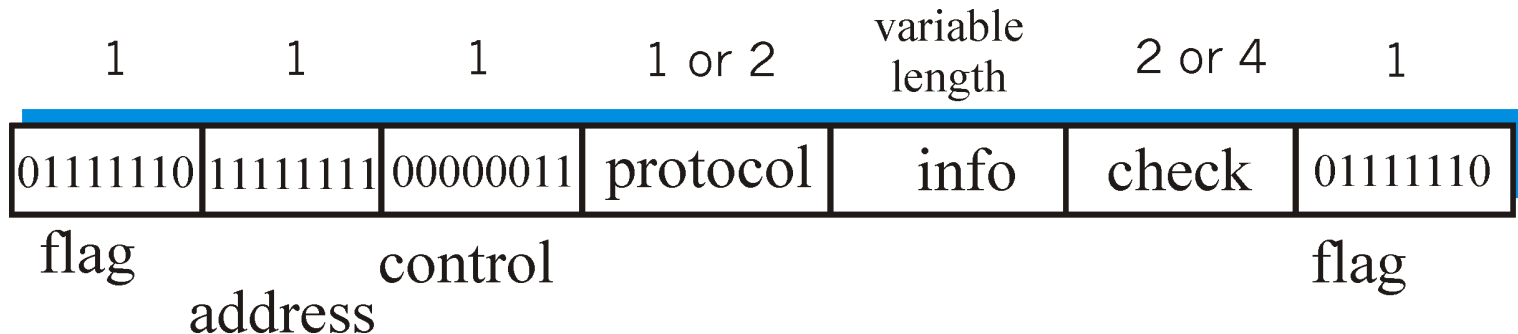 1 1 1 1 or 2 variable length 2 or 4 1
01111110 11111111 00000011 protocol info check 01111110
flag address control flag